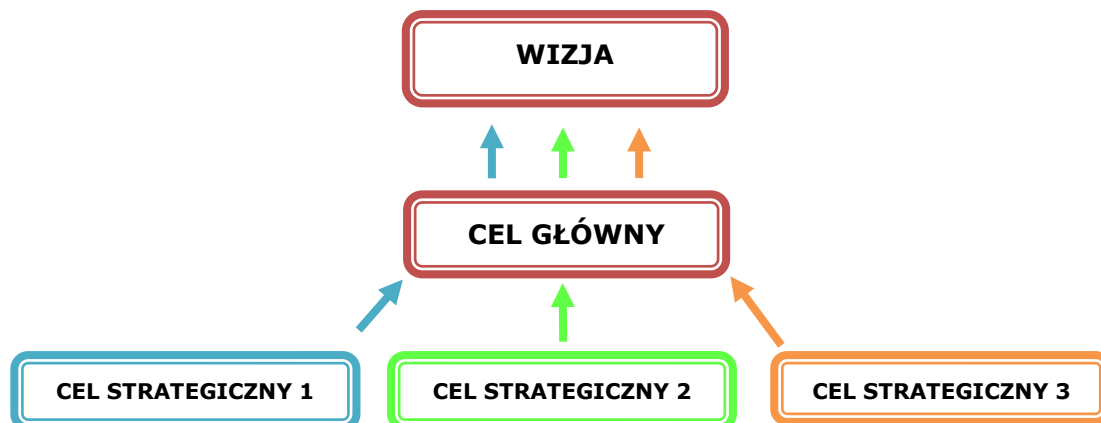 WIZJA
CEL GŁÓWNY
CEL STRATEGICZNY 1
CEL STRATEGICZNY 2
CEL STRATEGICZNY 3